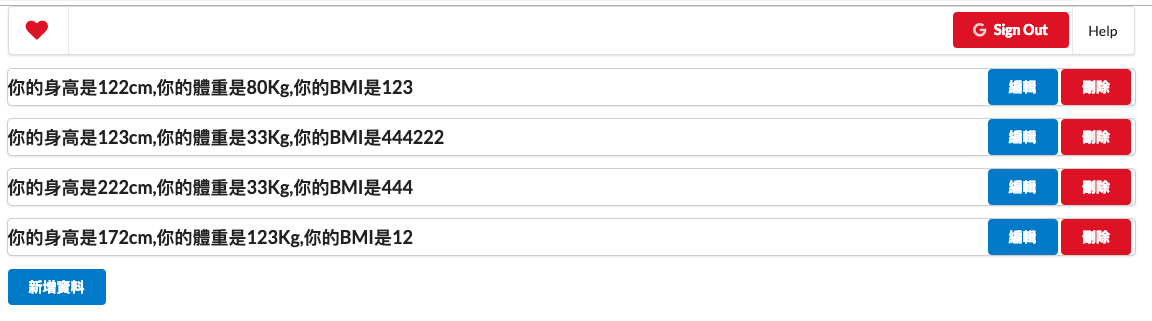 Sign Out
Help
你的身高是122cm,你的體重是80Kg,你的BMI是123
編輯
刪除
你的身高是123cm,你的體重是33Kg,你的BMI是444222
編輯
刪除
你的身高是222cm,你的體重是33Kg,你的BMI是444
編輯
刪除
你的身高是172cm,你的體重是123Kg,你的BMI是12
編輯
刪除
新增資料